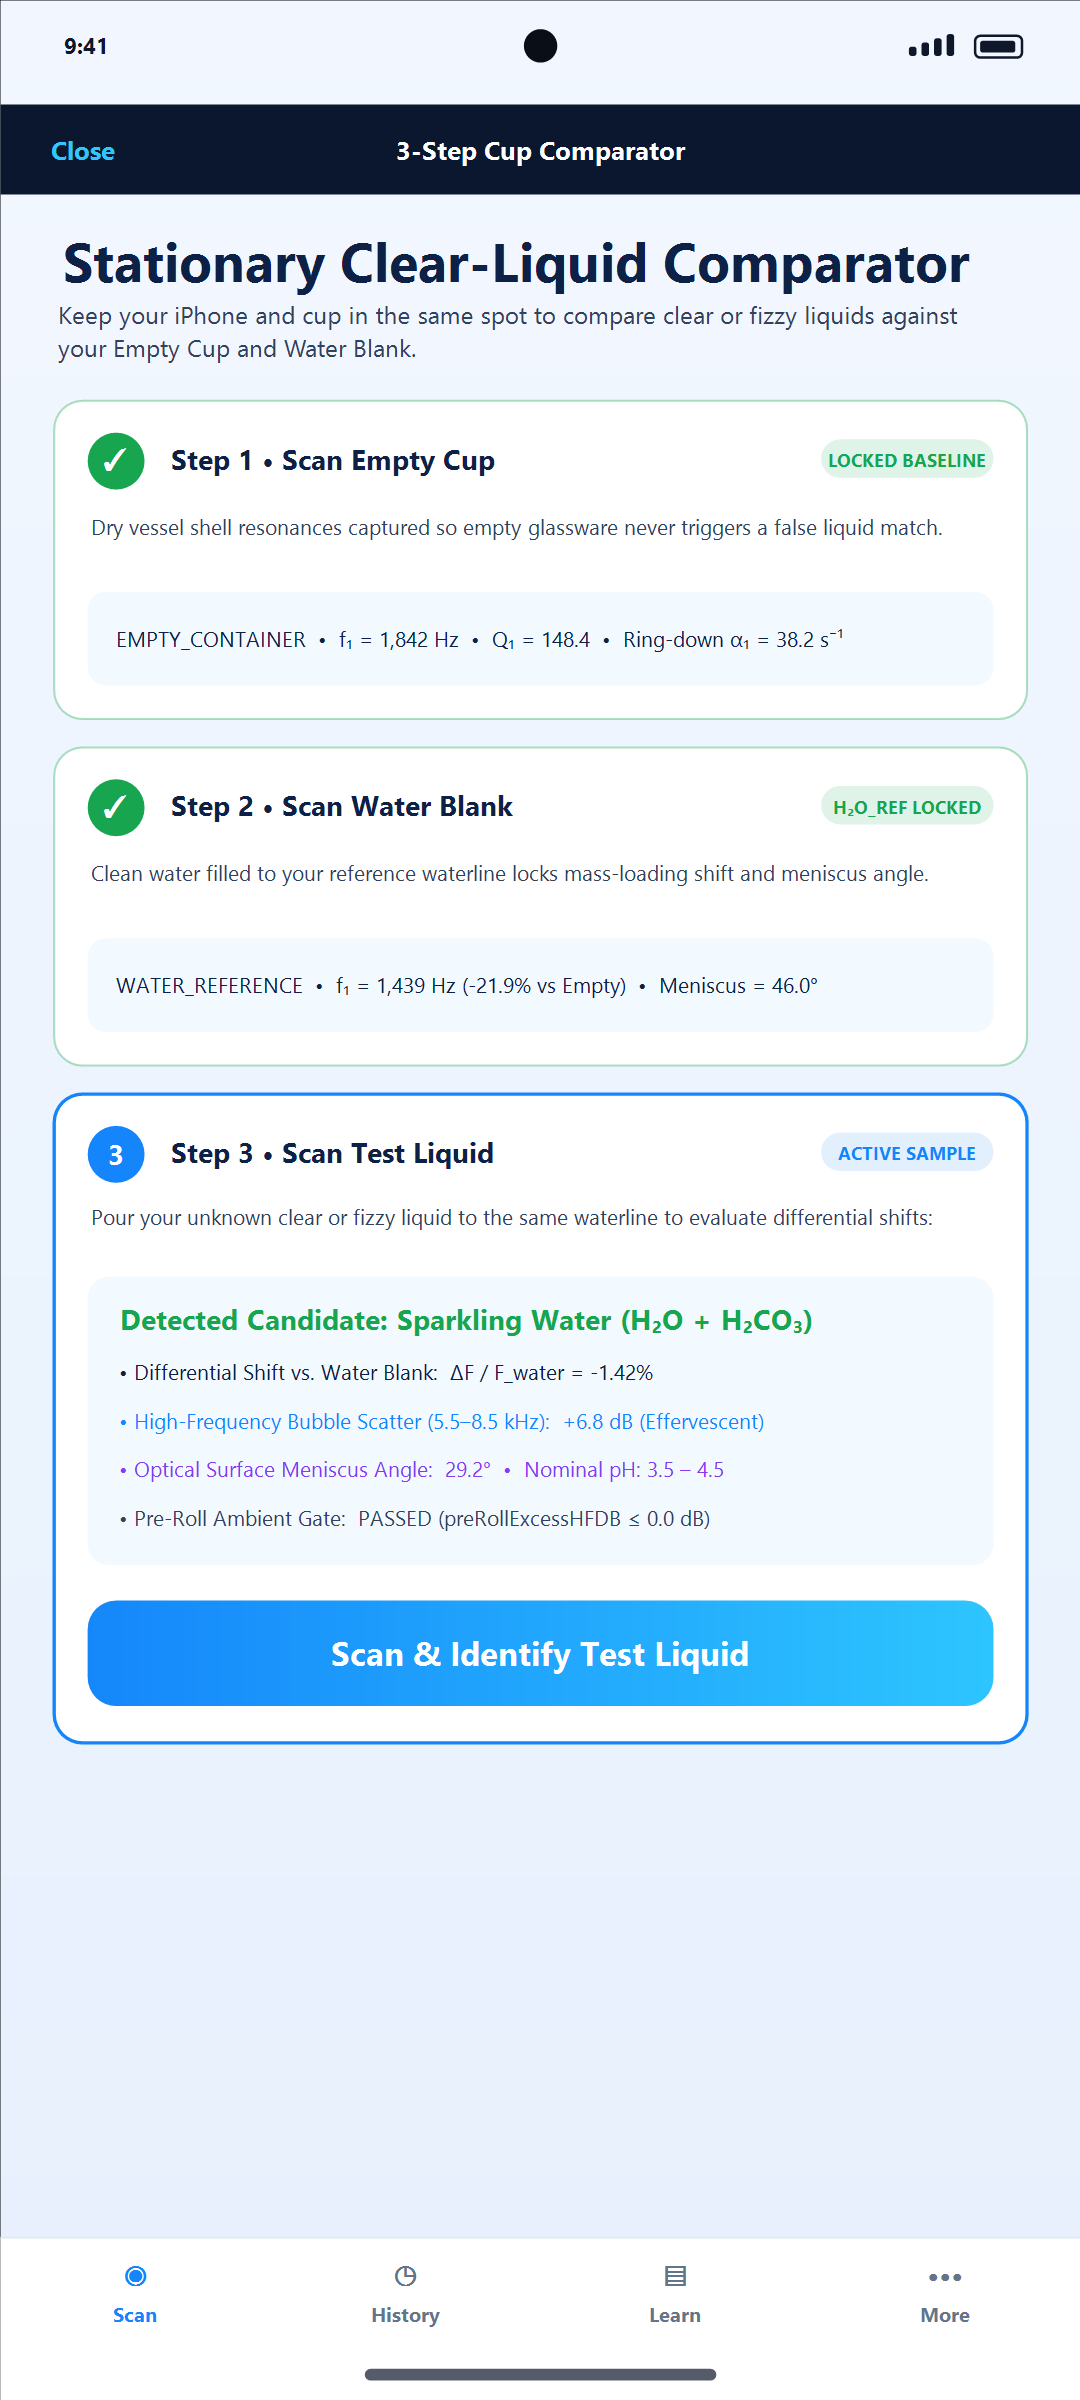 9:41
Close
3-Step Cup Comparator
Stationary Clear-Liquid Comparator
Keep your iPhone and cup in the same spot to compare clear or fizzy liquids against
your Empty Cup and Water Blank.
✓
Step 1 • Scan Empty Cup
LOCKED BASELINE
Dry vessel shell resonances captured so empty glassware never triggers a false liquid match.
EMPTY_CONTAINER • f₁ = 1,842 Hz • Q₁ = 148.4 • Ring-down α₁ = 38.2 s⁻¹
✓
Step 2 • Scan Water Blank
H₂O_REF LOCKED
Clean water filled to your reference waterline locks mass-loading shift and meniscus angle.
WATER_REFERENCE • f₁ = 1,439 Hz (-21.9% vs Empty) • Meniscus = 46.0°
3
Step 3 • Scan Test Liquid
ACTIVE SAMPLE
Pour your unknown clear or fizzy liquid to the same waterline to evaluate differential shifts:
Detected Candidate: Sparkling Water (H₂O + H₂CO₃)
• Differential Shift vs. Water Blank: ΔF / F_water = -1.42%
• High-Frequency Bubble Scatter (5.5–8.5 kHz): +6.8 dB (Effervescent)
• Optical Surface Meniscus Angle: 29.2° • Nominal pH: 3.5 – 4.5
• Pre-Roll Ambient Gate: PASSED (preRollExcessHFDB ≤ 0.0 dB)
Scan & Identify Test Liquid
Scan
History
Learn
More